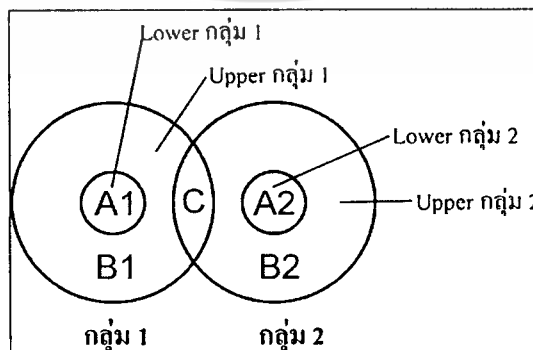 Lower กลุ่ม 1
Upper กลุ่ม 1
Lower กลุ่ม 2
A1 C A2
Upper กลุ่ม 2
B1 B2
กลุ่ม 1 กลุ่ม 2